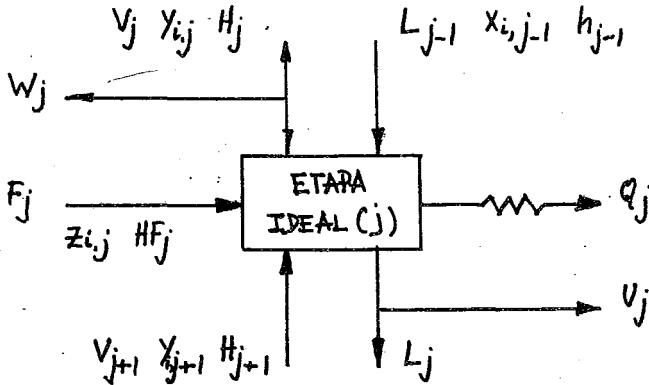 Vj Yi,j Hj
Lj-1 Xi,j-1 hj-1
Wj
Fj
ETAPA
IDEAL (j)
Qj
Zi,j HFj
Uj
Vj+1 Yi,j+1 Hj+1
Lj